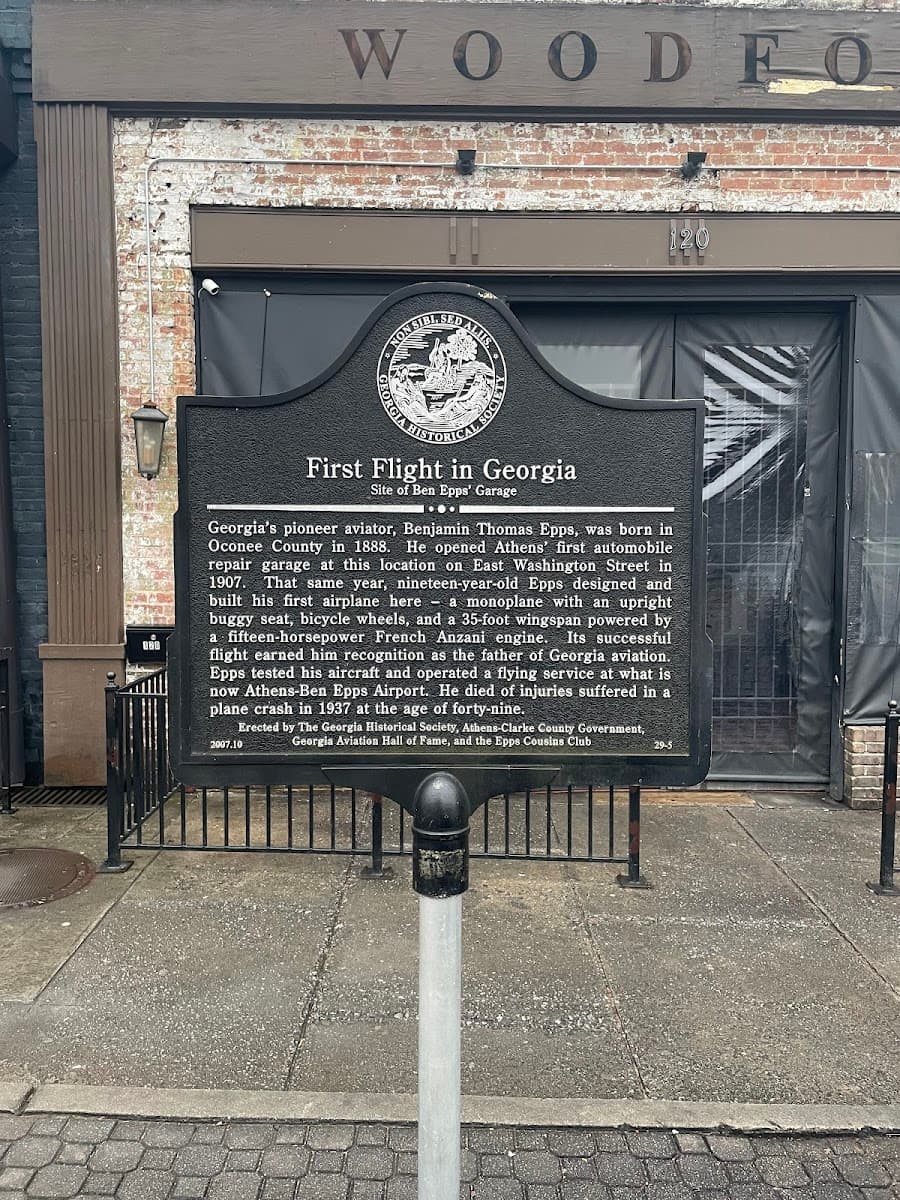 WOODFO
120
NON SIBI, SED ALIIS.
GEORGIA HISTORICAL SOCIETY
First Flight in Georgia
Site of Ben Epps' Garage
Georgia's pioneer aviator, Benjamin Thomas Epps, was born in
Oconee County in 1888. He opened Athens' first automobile
repair garage at this location on East Washington Street in
1907. That same year, nineteen-year-old Epps designed and
built his first airplane here – a monoplane with an upright
buggy seat, bicycle wheels, and a 35-foot wingspan powered by
a fifteen-horsepower French Anzani engine. Its successful
flight earned him recognition as the father of Georgia aviation.
Epps tested his aircraft and operated a flying service at what is
now Athens-Ben Epps Airport. He died of injuries suffered in a
plane crash in 1937 at the age of forty-nine.
Erected by The Georgia Historical Society, Athens-Clarke County Government,
2007.10 Georgia Aviation Hall of Fame, and the Epps Cousins Club 29-5
120